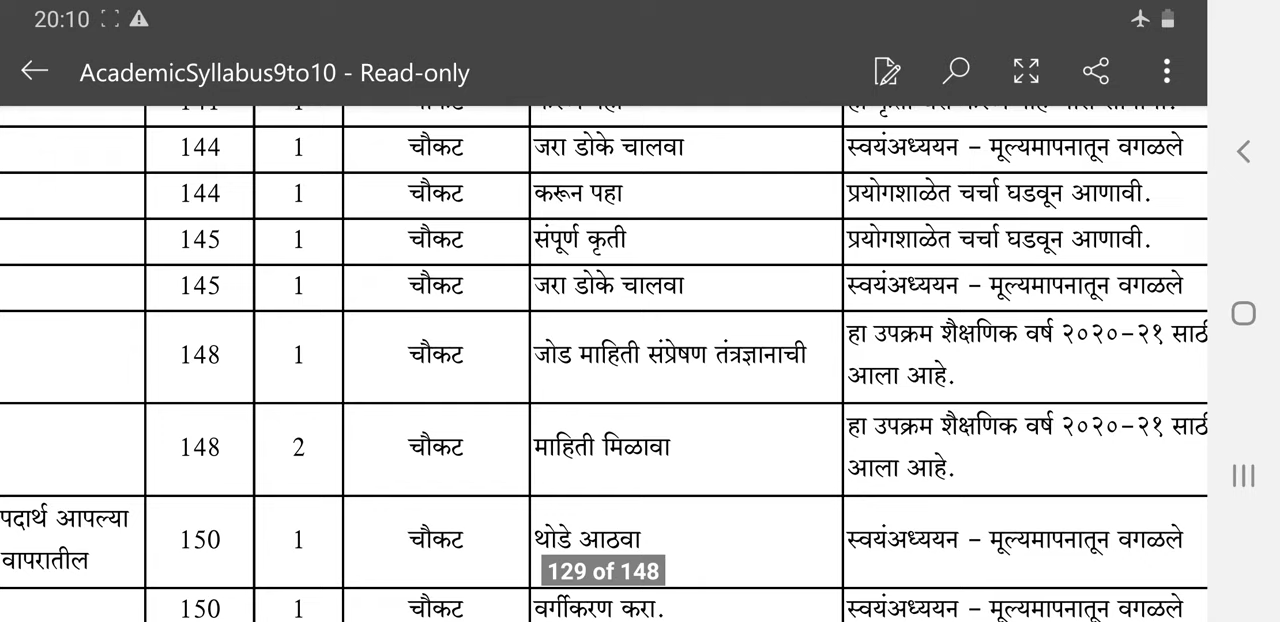 20:10
AcademicSyllabus9to10 - Read-only
144 1 चौकट जरा डोके चालवा स्वयंअध्ययन – मूल्यमापनातून वगळले
144 1 चौकट करून पहा प्रयोगशाळेत चर्चा घडवून आणावी.
145 1 चौकट संपूर्ण कृती प्रयोगशाळेत चर्चा घडवून आणावी.
145 1 चौकट जरा डोके चालवा स्वयंअध्ययन – मूल्यमापनातून वगळले
148 1 चौकट जोड माहिती संप्रेषण तंत्रज्ञानाची हा उपक्रम शैक्षणिक वर्ष २०२०–२१ साठी
आला आहे.
148 2 चौकट माहिती मिळावा हा उपक्रम शैक्षणिक वर्ष २०२०–२१ साठी
आला आहे.
पदार्थ आपल्या
वापरातील 150 1 चौकट थोडे आठवा स्वयंअध्ययन – मूल्यमापनातून वगळले
129 of 148
150 1 चौकट वर्गीकरण करा. स्वयंअध्ययन – मूल्यमापनातून वगळले